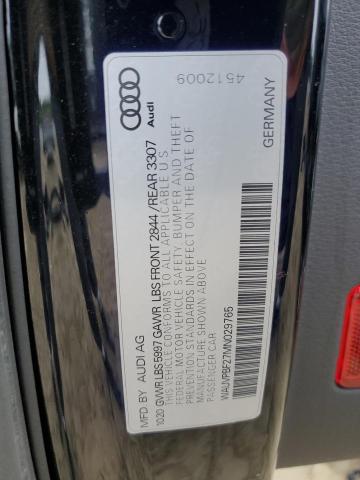 MFD. BY AUDI AG
10.20 GVWR LBS 5997 GAWR LBS FRONT 2844 /REAR 3307
THIS VEHICLE CONFORMS TO ALL APPLICABLE U S
FEDERAL MOTOR VEHICLE SAFETY, BUMPER AND THEFT
PREVENTION STANDARDS IN EFFECT ON THE DATE OF
MANUFACTURE SHOWN ABOVE
PASSENGER CAR
WAUVPBF27NN029765
GERMANY
Audi
4512009